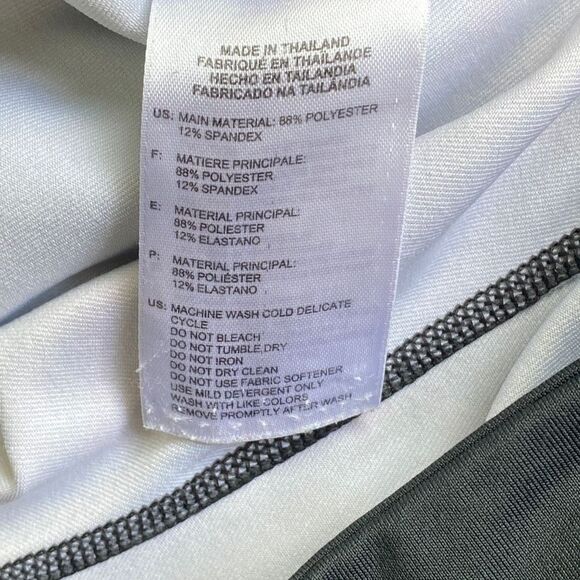 MADE IN THAILAND
FABRIQUÉ EN THAÏLANDE
HECHO EN TAILANDIA
FABRICADO NA TAILÂNDIA
US: MAIN MATERIAL: 88% POLYESTER
12% SPANDEX
F: MATIERE PRINCIPALE:
88% POLYESTER
12% SPANDEX
E: MATERIAL PRINCIPAL:
88% POLIESTER
12% ELASTANO
P: MATERIAL PRINCIPAL:
88% POLIÉSTER
12% ELASTANO
US: MACHINE WASH COLD DELICATE
CYCLE
DO NOT BLEACH
DO NOT TUMBLE DRY
DO NOT IRON
DO NOT DRY CLEAN
DO NOT USE FABRIC SOFTENER
USE MILD DETERGENT ONLY
WASH WITH LIKE COLORS
REMOVE PROMPTLY AFTER WASH